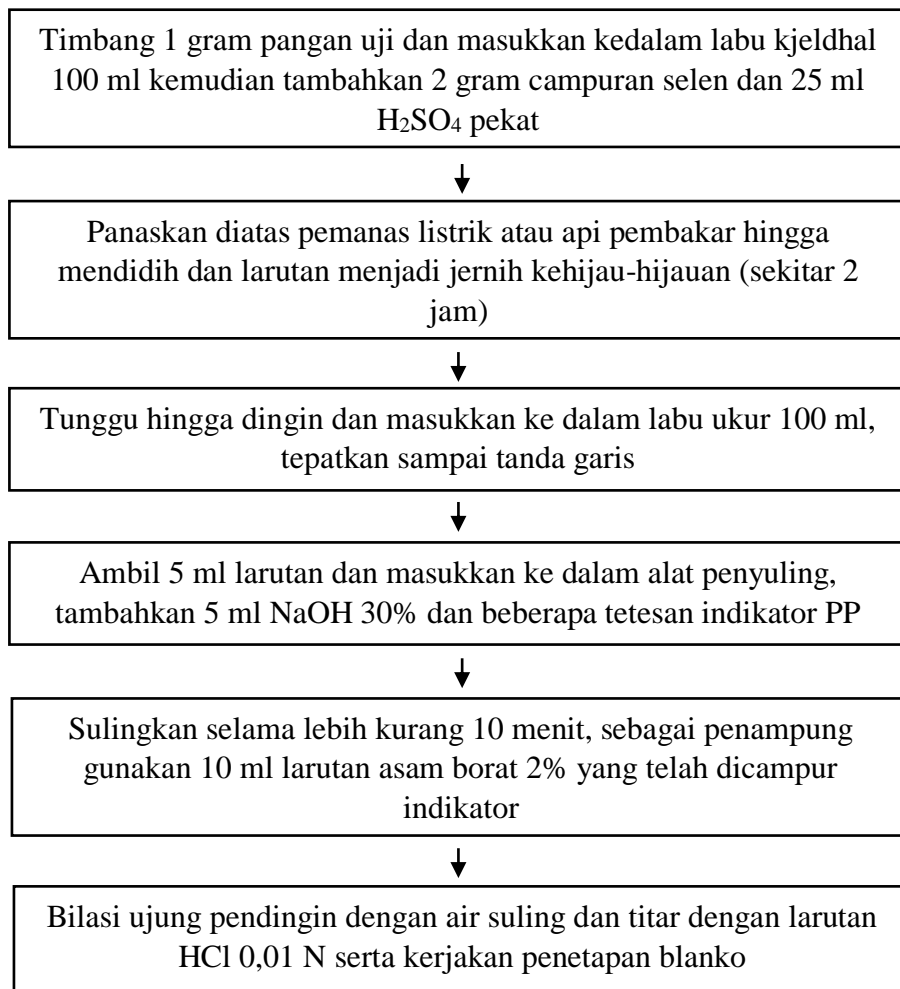 Timbang 1 gram pangan uji dan masukkan kedalam labu kjeldhal
100 ml kemudian tambahkan 2 gram campuran selen dan 25 ml
H₂SO₄ pekat
Panaskan diatas pemanas listrik atau api pembakar hingga
mendidih dan larutan menjadi jernih kehijau-hijauan (sekitar 2
jam)
Tunggu hingga dingin dan masukkan ke dalam labu ukur 100 ml,
tepatkan sampai tanda garis
Ambil 5 ml larutan dan masukkan ke dalam alat penyuling,
tambahkan 5 ml NaOH 30% dan beberapa tetesan indikator PP
Sulingkan selama lebih kurang 10 menit, sebagai penampung
gunakan 10 ml larutan asam borat 2% yang telah dicampur
indikator
Bilasi ujung pendingin dengan air suling dan titar dengan larutan
HCl 0,01 N serta kerjakan penetapan blanko